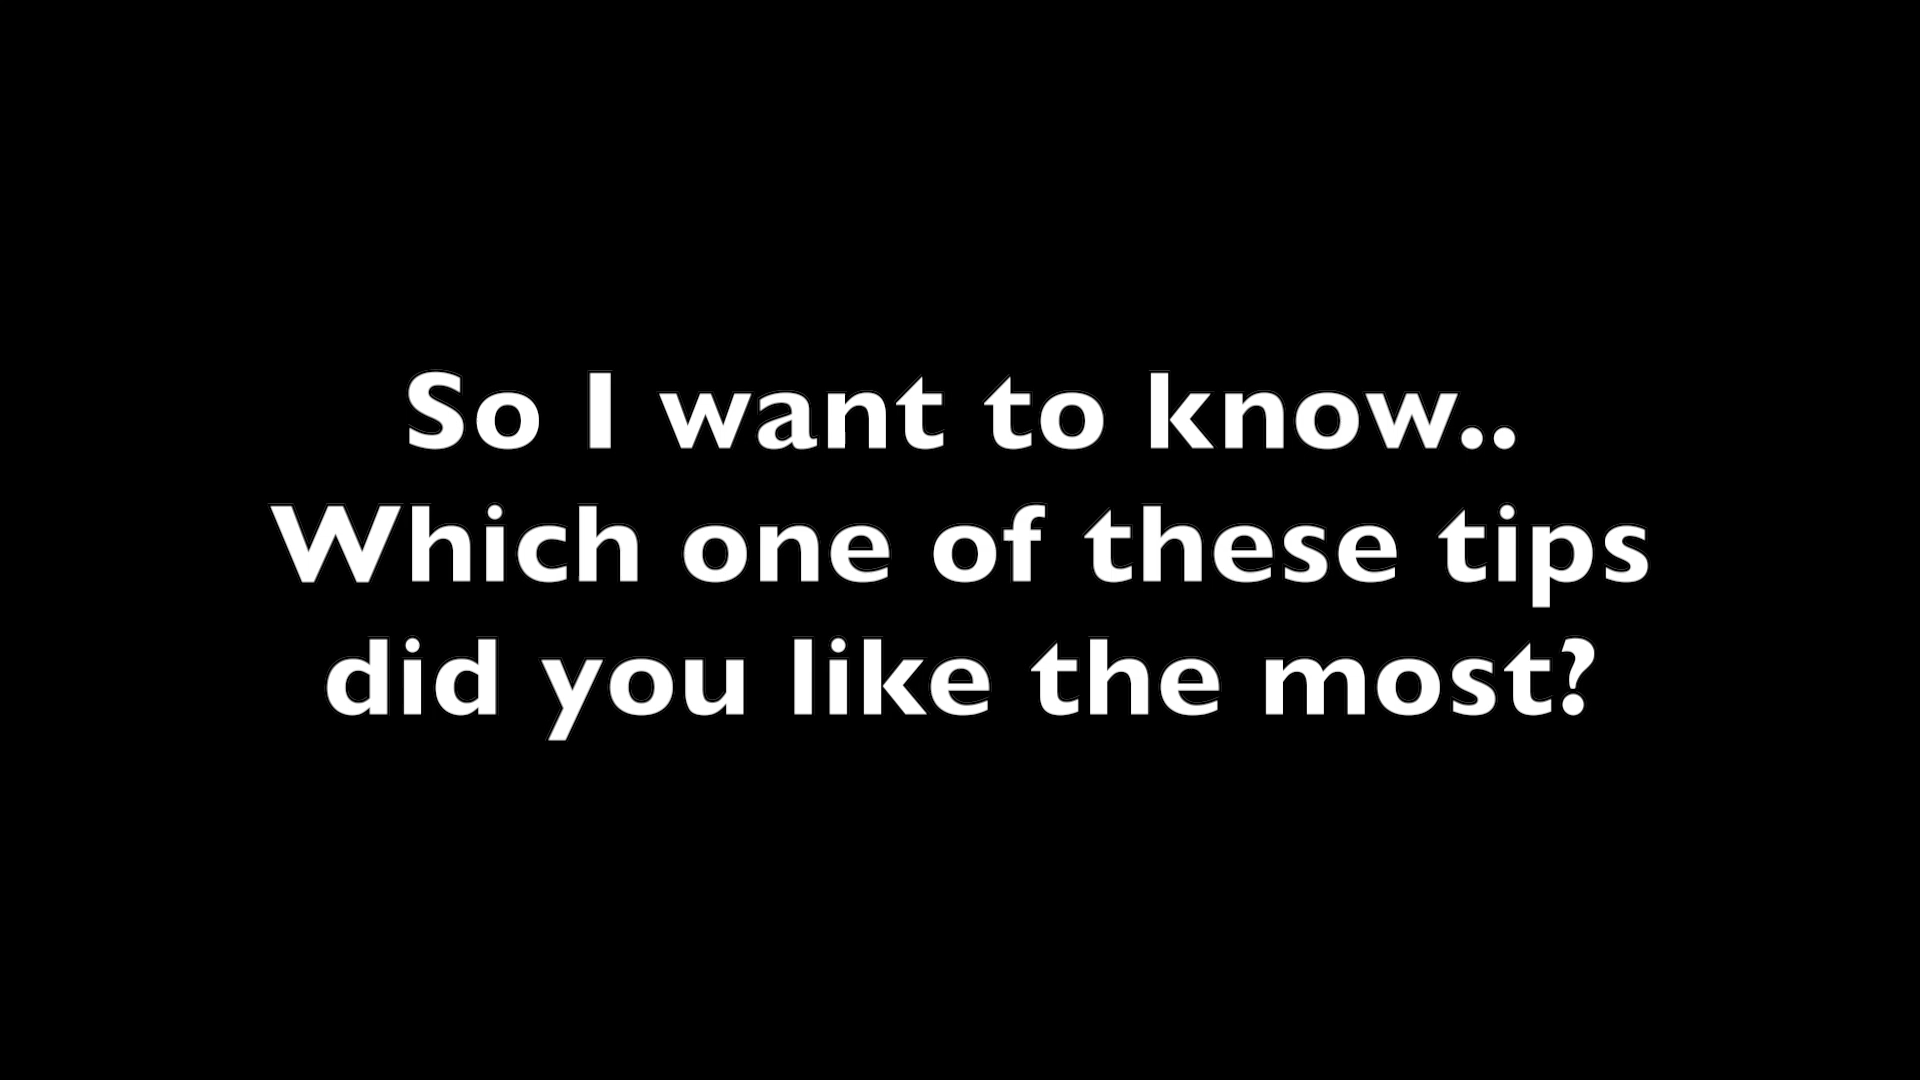 So I want to know..
Which one of these tips
did you like the most?